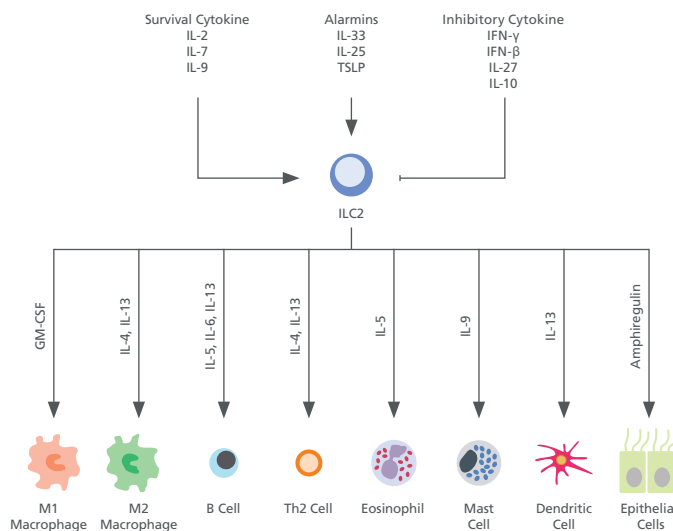 Survival Cytokine
IL-2
IL-7
IL-9
Alarmins
IL-33
IL-25
TSLP
Inhibitory Cytokine
IFN-γ
IFN-β
IL-27
IL-10
ILC2
GM-CSF
IL-4, IL-13
IL-5, IL-6, IL-13
IL-4, IL-13
IL-5
IL-9
IL-13
Amphiregulin
M1
Macrophage
M2
Macrophage
B Cell
Th2 Cell
Eosinophil
Mast
Cell
Dendritic
Cell
Epithelial
Cells